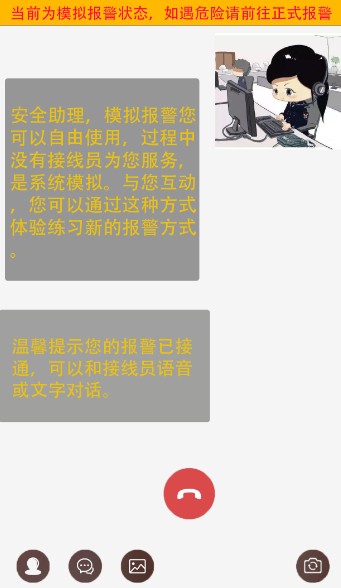 当前为模拟报警状态，如遇危险请前往正式报警
安全助理，模拟报警您
可以自由使用，过程中
没有接线员为您服务，
是系统模拟。与您互动
，您可以通过这种方式
体验练习新的报警方式
。
温馨提示您的报警已接
通，可以和接线员语音
或文字对话。